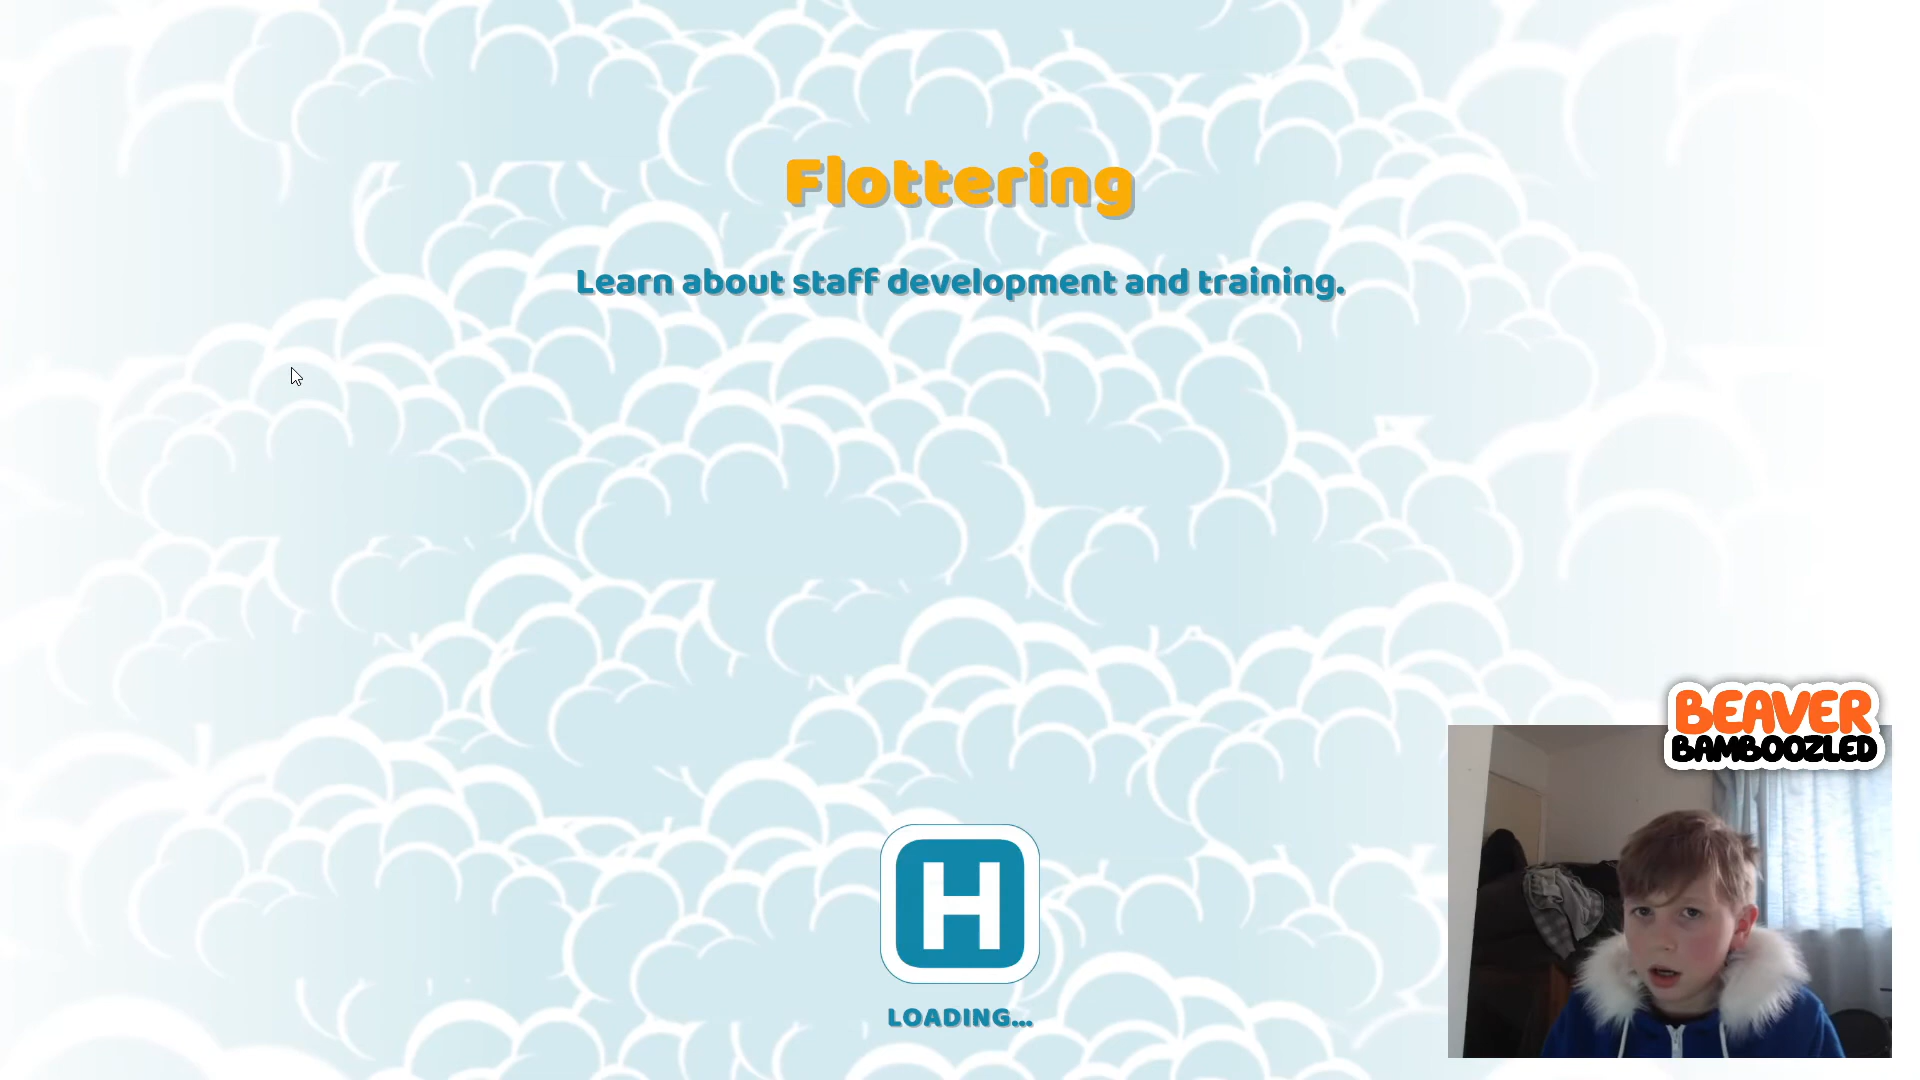 Flottering
Learn about staff development and training.
H
LOADING...
BEAVER
BAMBOOZLED